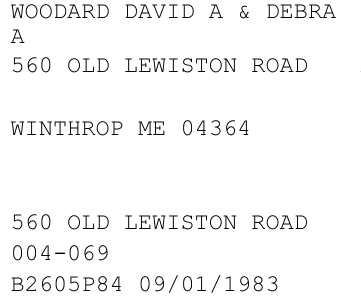 WOODARD DAVID A & DEBRA
A
560 OLD LEWISTON ROAD
WINTHROP ME 04364
560 OLD LEWISTON ROAD
004-069
B2605P84 09/01/1983